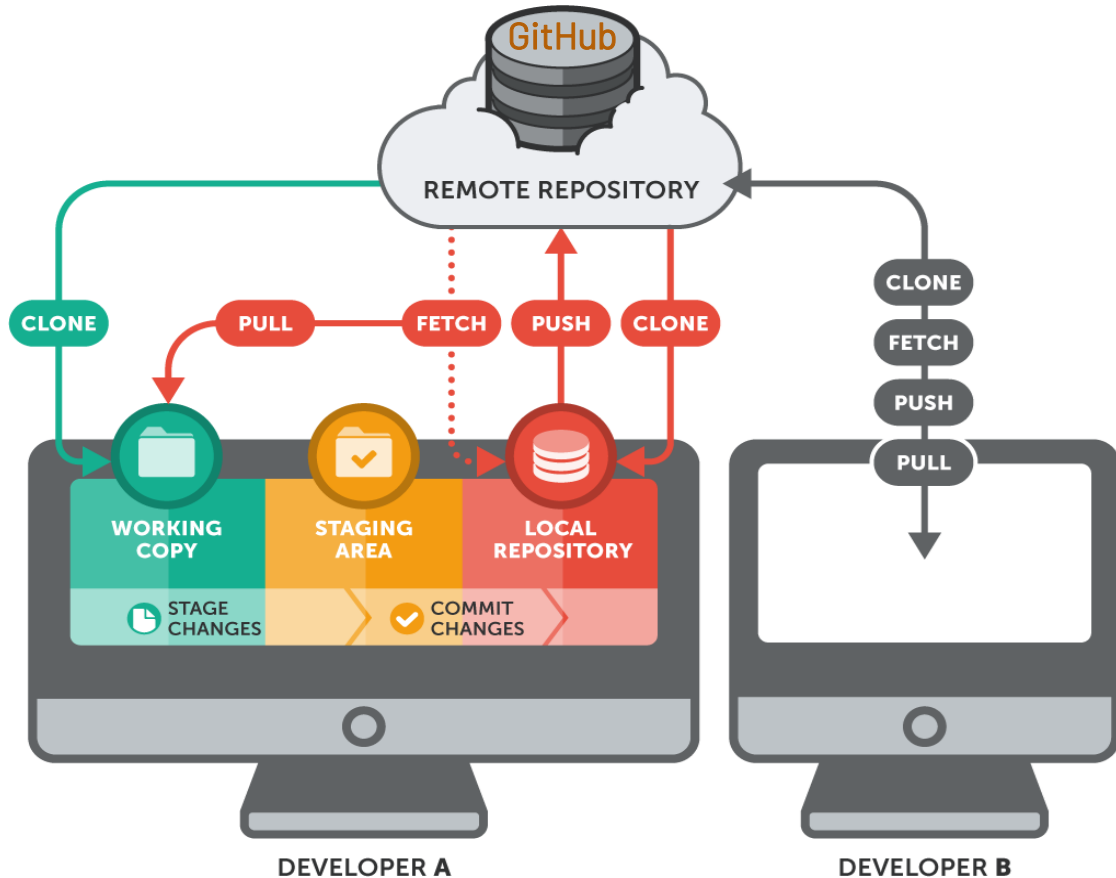 GitHub
REMOTE REPOSITORY
CLONE
PULL
FETCH
PUSH
CLONE
CLONE
FETCH
PUSH
PULL
WORKING
COPY
STAGING
AREA
LOCAL
REPOSITORY
STAGE
CHANGES
COMMIT
CHANGES
DEVELOPER A
DEVELOPER B